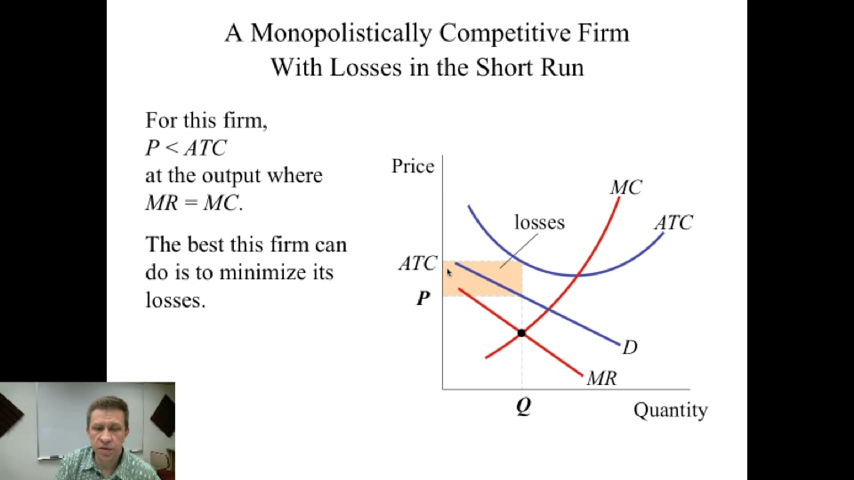 A Monopolistically Competitive Firm
With Losses in the Short Run
For this firm,
P < ATC
at the output where
MR = MC.
The best this firm can
do is to minimize its
losses.
Price
MC
losses
ATC
ATC
P
D
MR
Q
Quantity